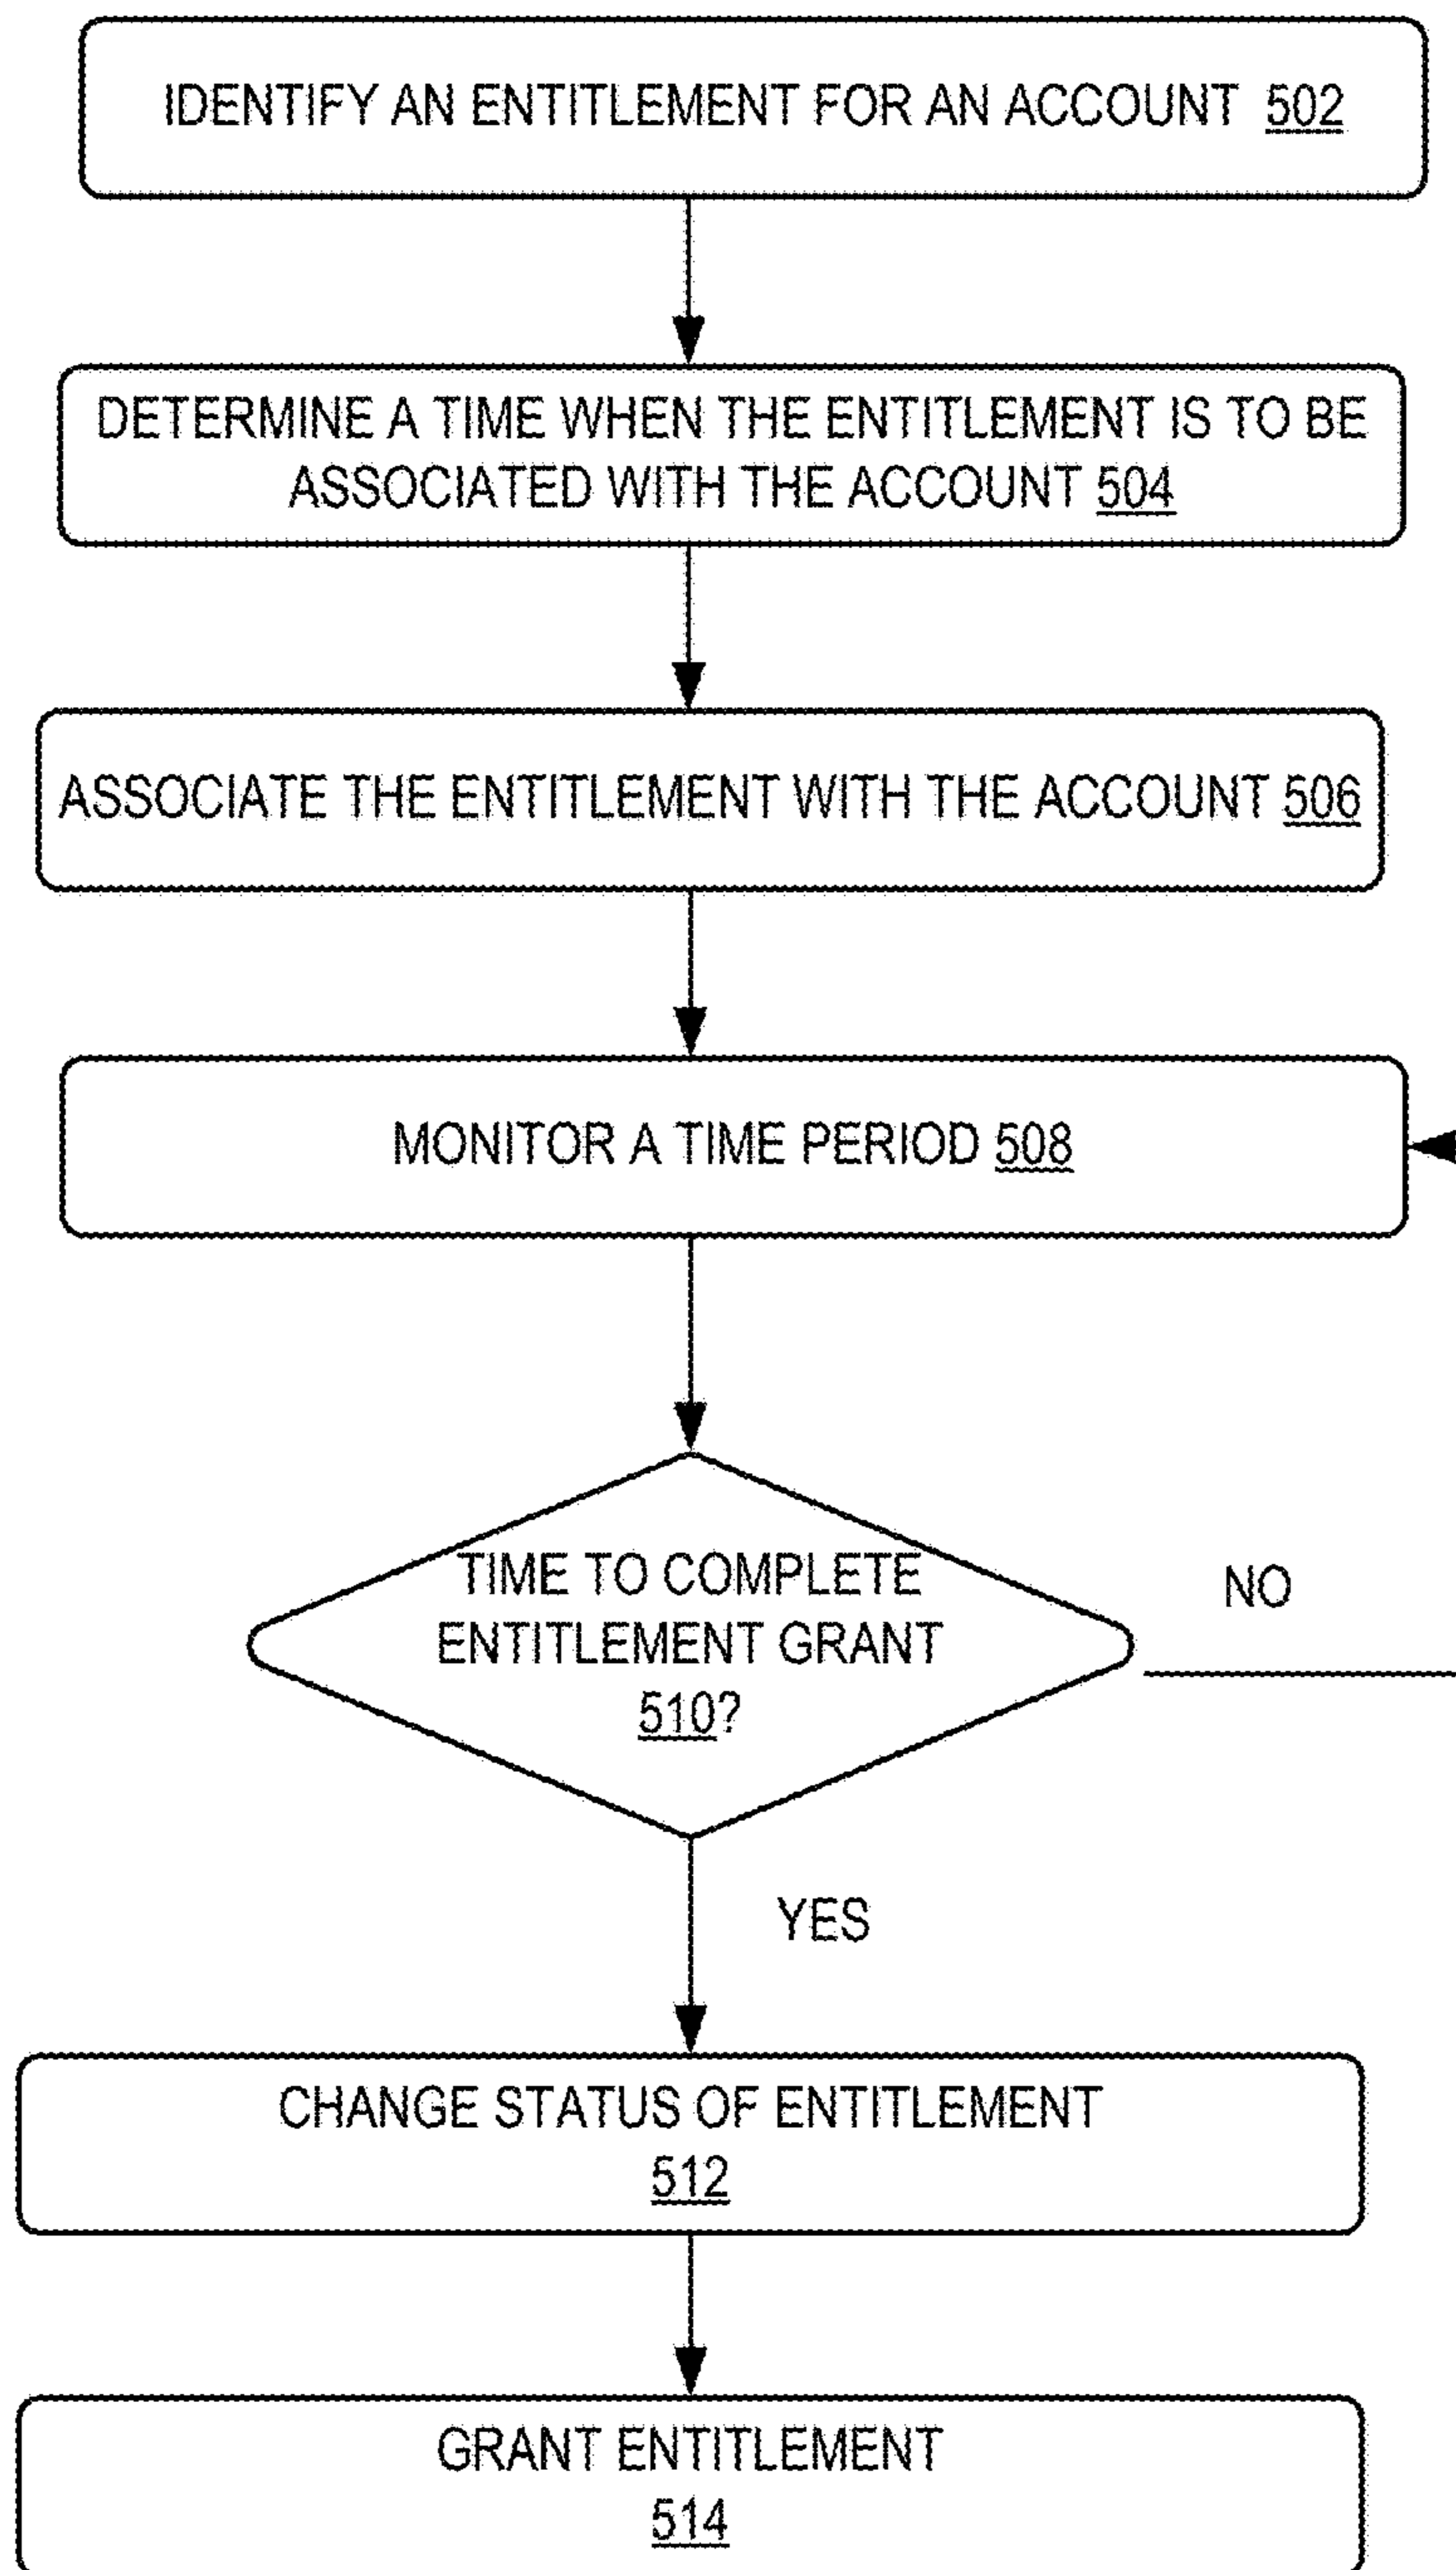 IDENTIFY AN ENTITLEMENT FOR AN ACCOUNT 502
DETERMINE A TIME WHEN THE ENTITLEMENT IS TO BE
ASSOCIATED WITH THE ACCOUNT 504
ASSOCIATE THE ENTITLEMENT WITH THE ACCOUNT 506
MONITOR A TIME PERIOD 508
TIME TO COMPLETE
ENTITLEMENT GRANT
510?
NO
YES
CHANGE STATUS OF ENTITLEMENT
512
GRANT ENTITLEMENT
514